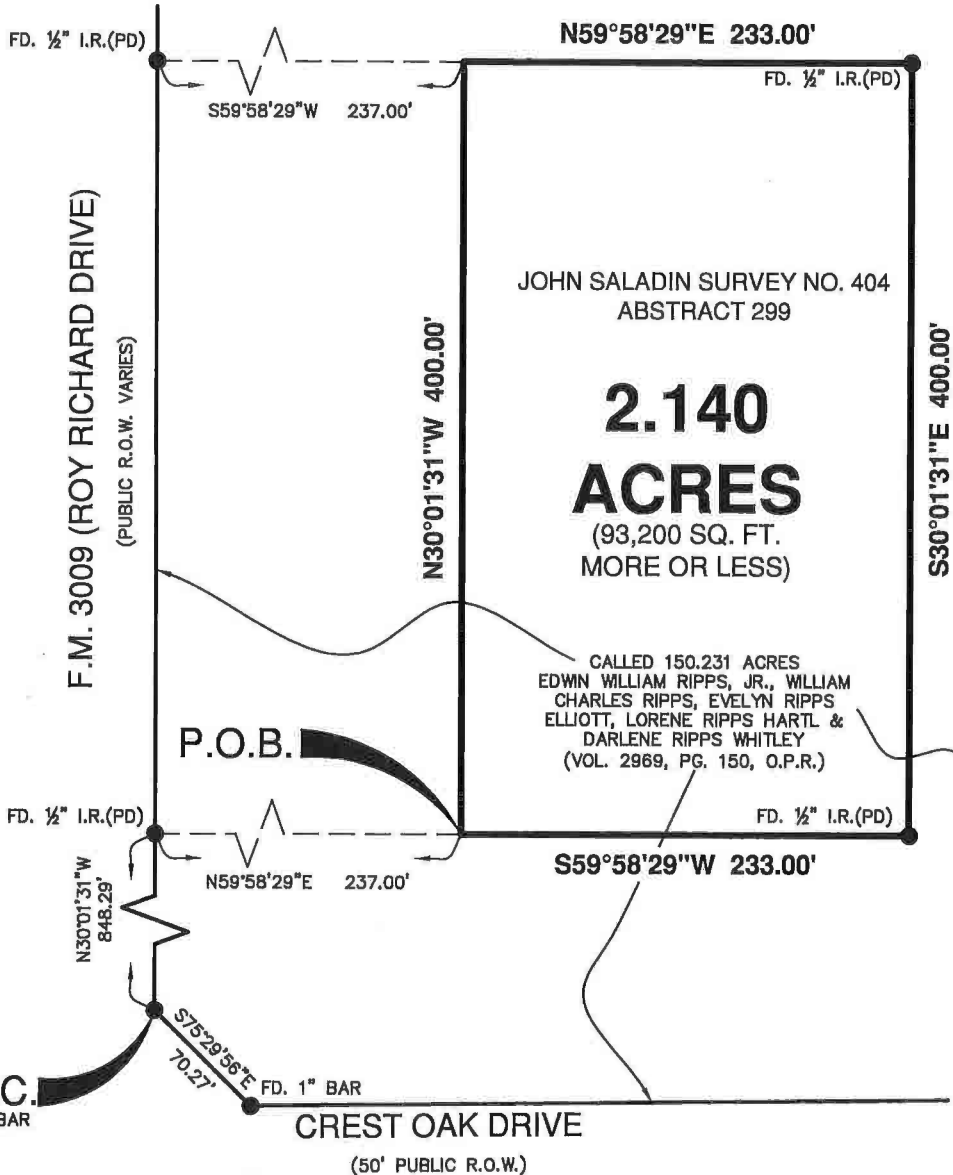 FD. ½" I.R.(PD)
N59°58'29"E 233.00'
FD. ½" I.R.(PD)
S59°58'29"W 237.00'
F.M. 3009 (ROY RICHARD DRIVE)
(PUBLIC R.O.W. VARIES)
N30°01'31"W 400.00'
JOHN SALADIN SURVEY NO. 404
ABSTRACT 299
2.140
ACRES
(93,200 SQ. FT.
MORE OR LESS)
S30°01'31"E 400.00'
CALLED 150.231 ACRES
EDWIN WILLIAM RIPPS, JR., WILLIAM
CHARLES RIPPS, EVELYN RIPPS
ELLIOTT, LORENE RIPPS HARTL &
DARLENE RIPPS WHITLEY
(VOL. 2969, PG. 150, O.P.R.)
P.O.B.
FD. ½" I.R.(PD)
FD. ½" I.R.(PD)
N59°58'29"E 237.00'
S59°58'29"W 233.00'
N30°01'31"W
848.29'
S75°29'56"E
70.27'
C.
BAR
FD. 1" BAR
CREST OAK DRIVE
(50' PUBLIC R.O.W.)